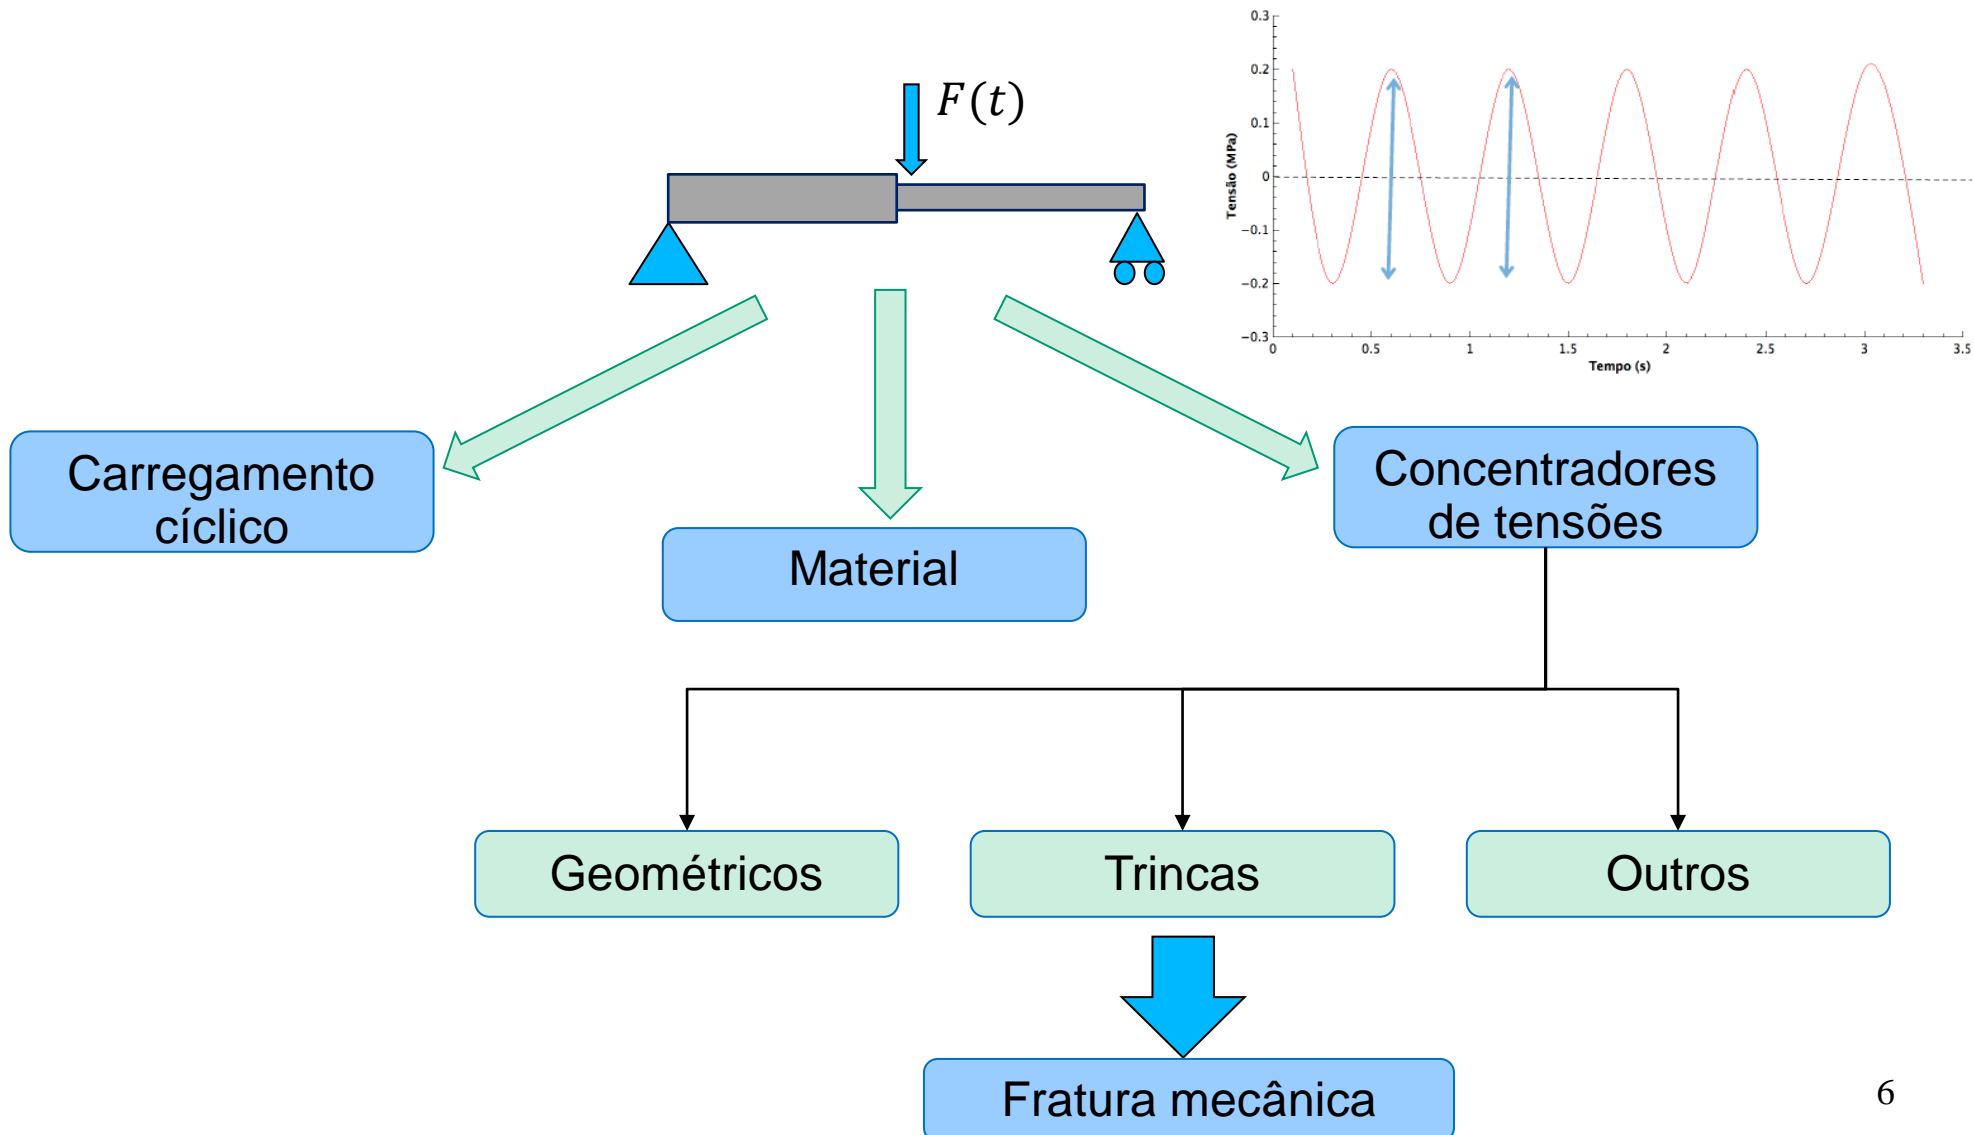 F(t)
Tensão (MPa)
0.3
0.2
0.1
0
−0.1
−0.2
−0.3
0 0.5 1 1.5 2 2.5 3 3.5
Tempo (s)
Carregamento
cíclico
Material
Concentradores
de tensões
Geométricos
Trincas
Outros
Fratura mecânica
6